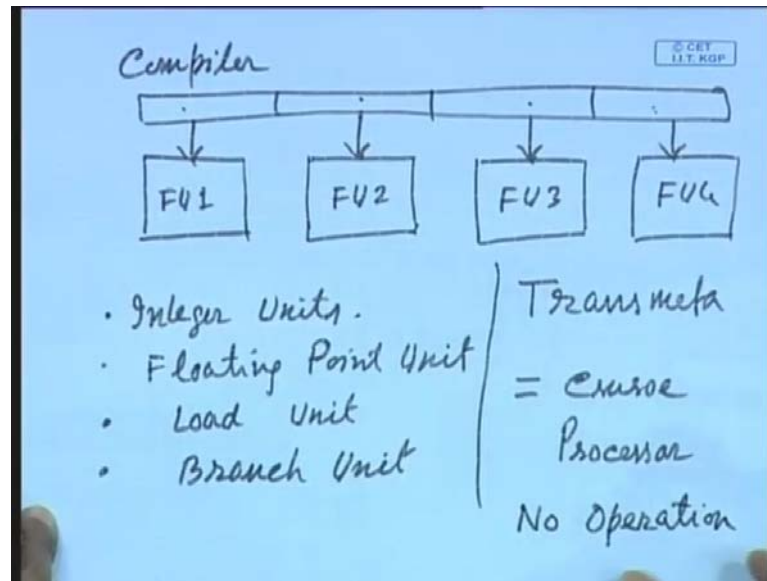 Compiler
© CET
I.I.T. KGP
FU1 FU2 FU3 FU4
· Integer Units.
· Floating Point Unit
· Load Unit
· Branch Unit
Transmeta
= Crusoe
Processor
No Operation